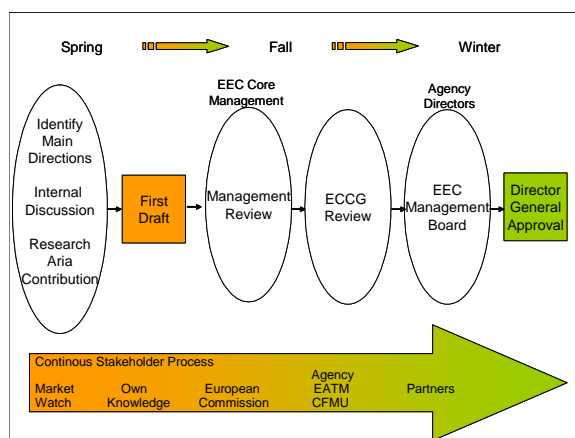 Spring
Fall
Winter
EEC Core
Management
Agency
Directors
Identify
Main
Directions
Internal
Discussion
Research
Aria
Contribution
First
Draft
Management
Review
ECCG
Review
EEC
Management
Board
Director
General
Approval
Continous Stakeholder Process
Market
Watch
Own
Knowledge
European
Commission
Agency
EATM
CFMU
Partners